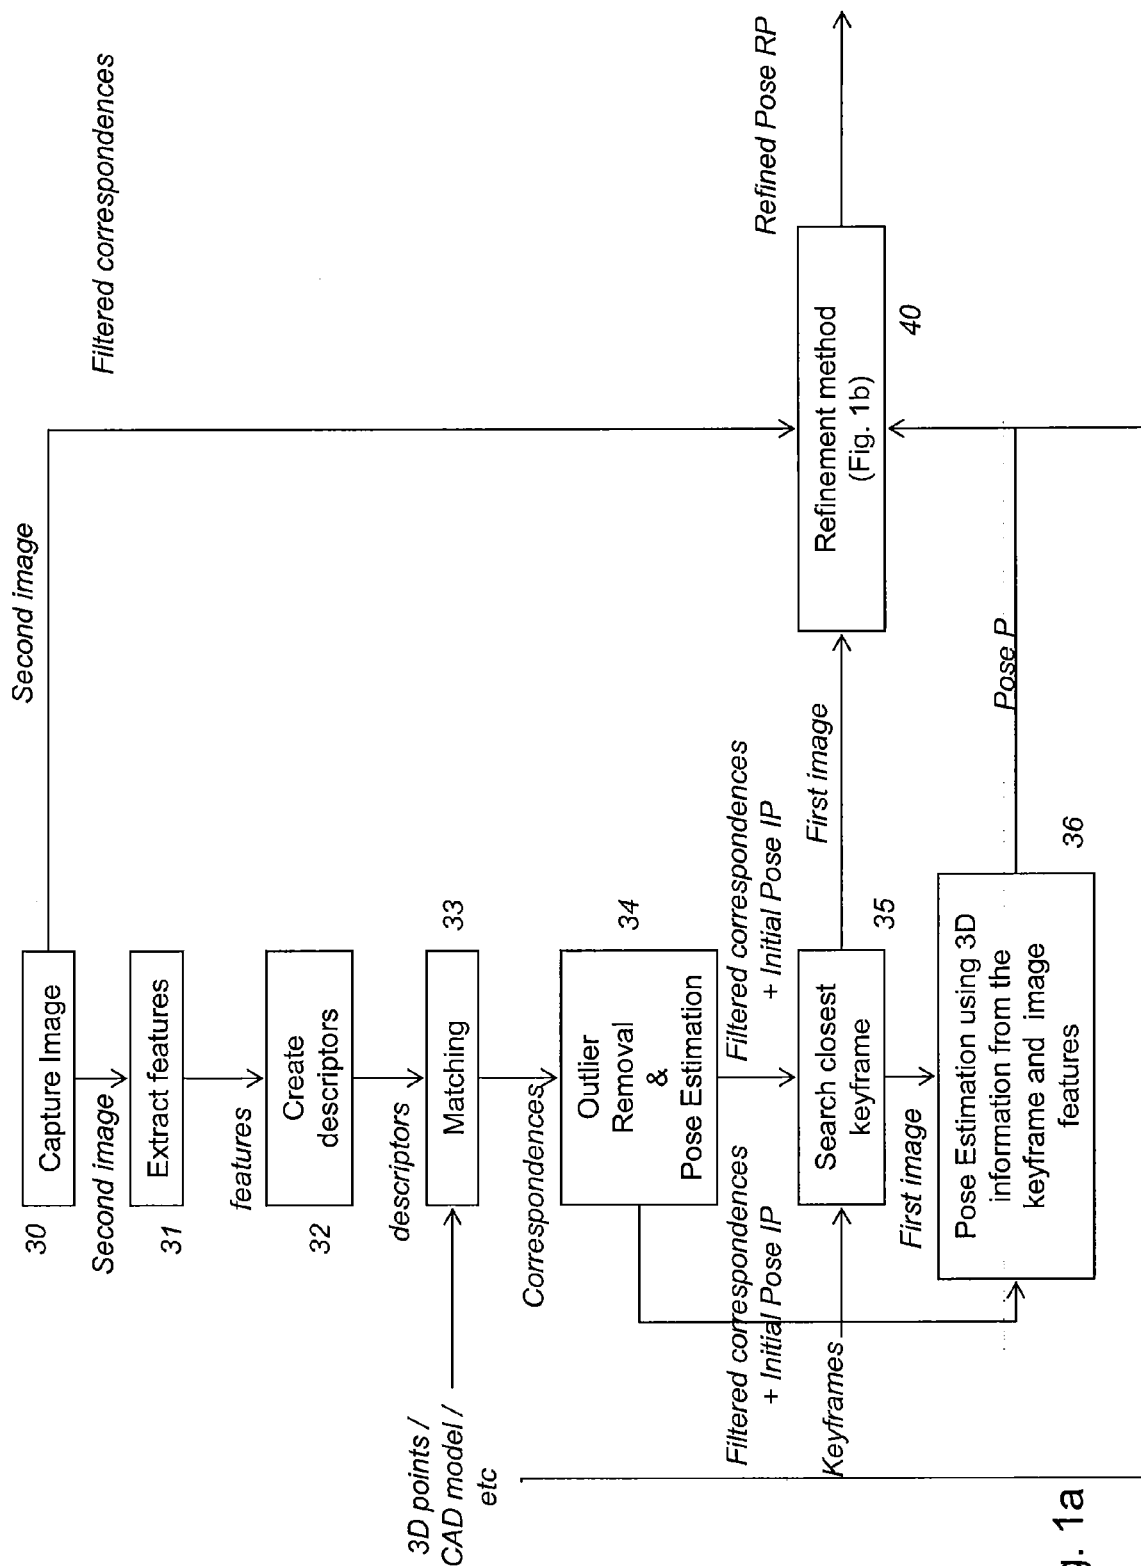 Filtered correspondences
Second image
30
Capture Image
Second image
31
Extract features
features
32
Create
descriptors
descriptors
33
Matching
3D points /
CAD model /
etc
Correspondences
34
Outlier
Removal
&
Pose Estimation
Filtered correspondences
+ Initial Pose IP
Filtered correspondences
+ Initial Pose IP
Keyframes
Search closest
keyframe
35
First image
First image
Pose Estimation using 3D
information from the
keyframe and image
features
36
Pose P
Refinement method
(Fig. 1b)
40
Refined Pose RP
g. 1a